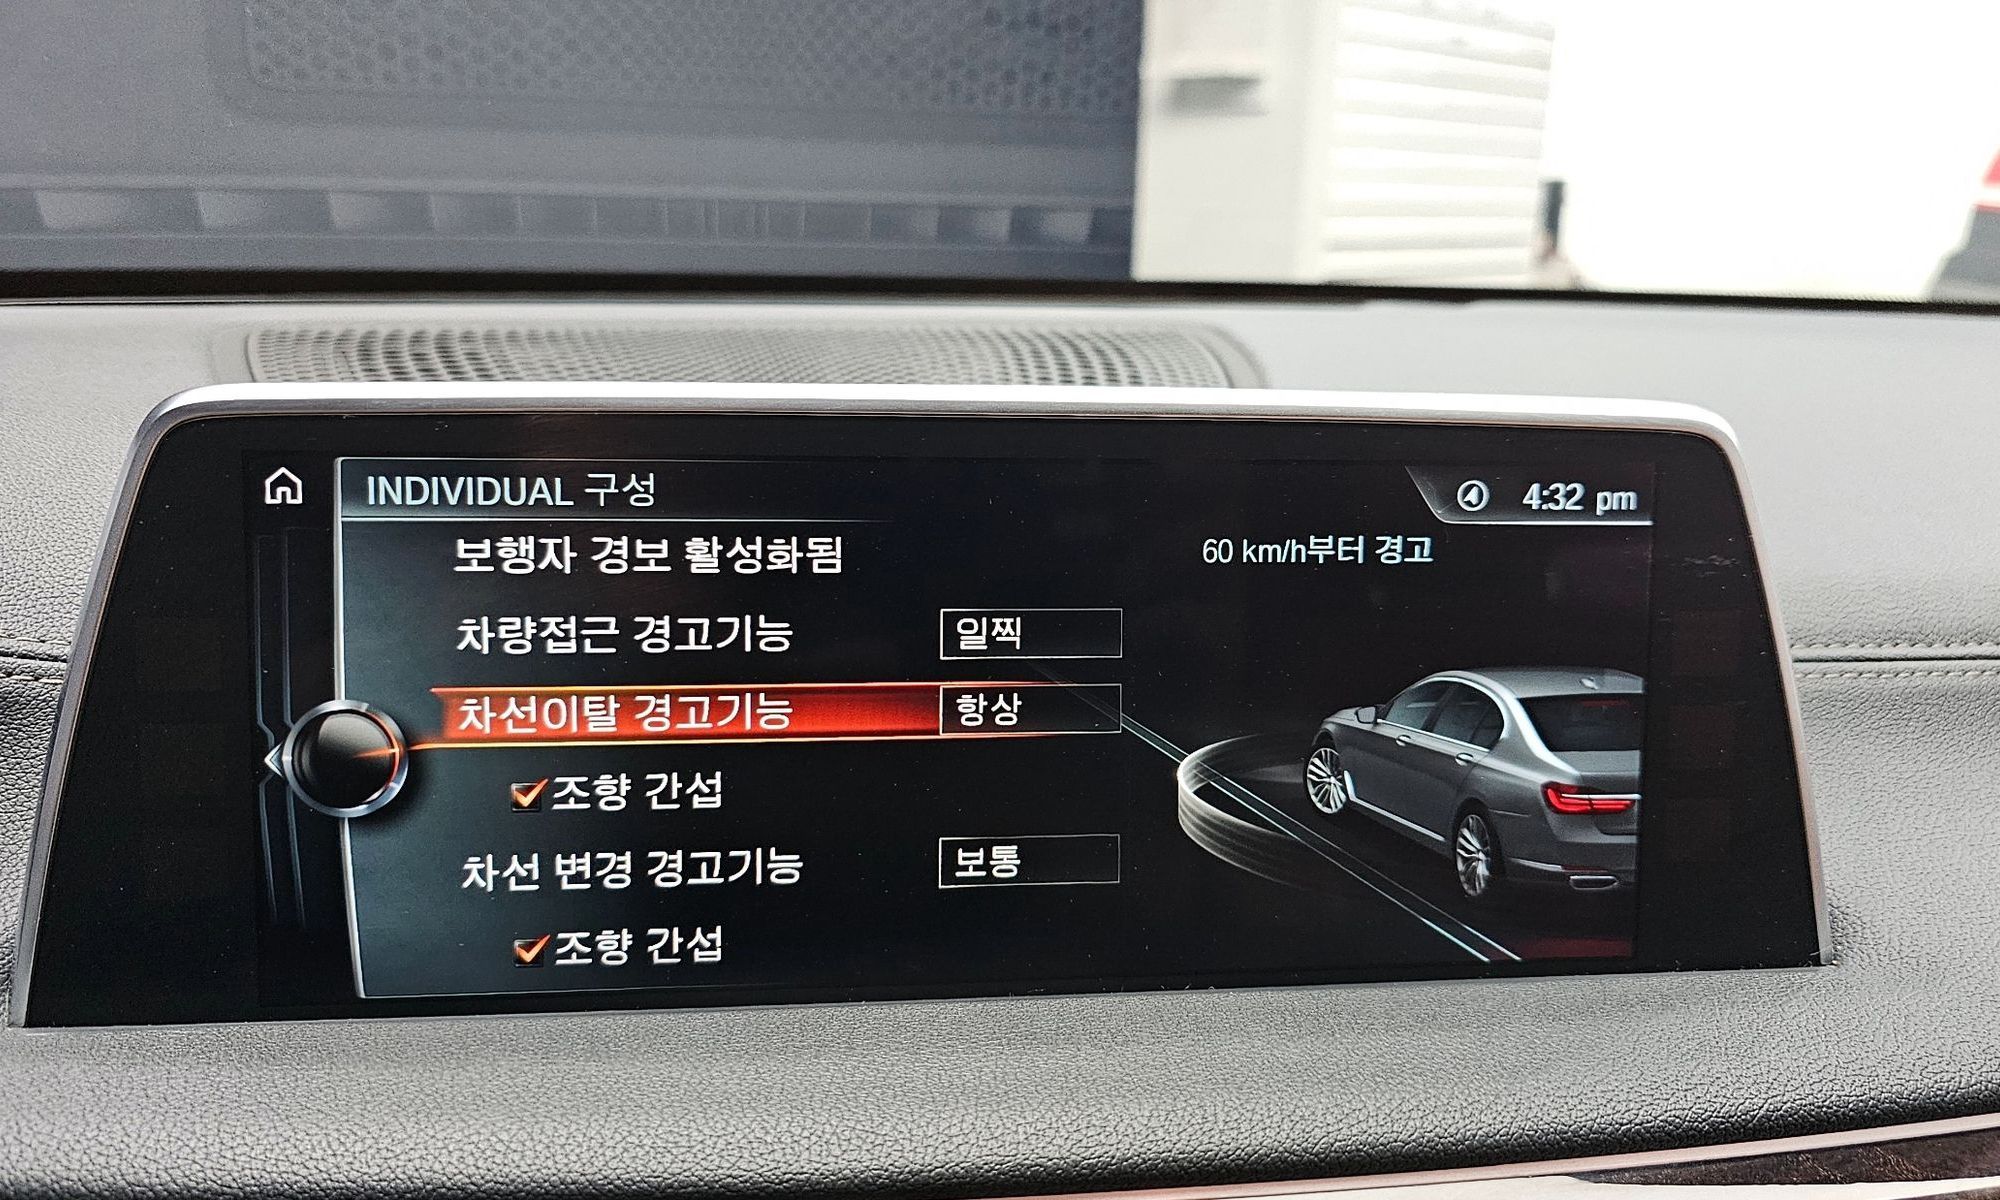 INDIVIDUAL 구성
4:32 pm
보행자 경보 활성화됨
60 km/h부터 경고
차량접근 경고기능 일찍
차선이탈 경고기능 항상
조향 간섭
차선 변경 경고기능 보통
조향 간섭